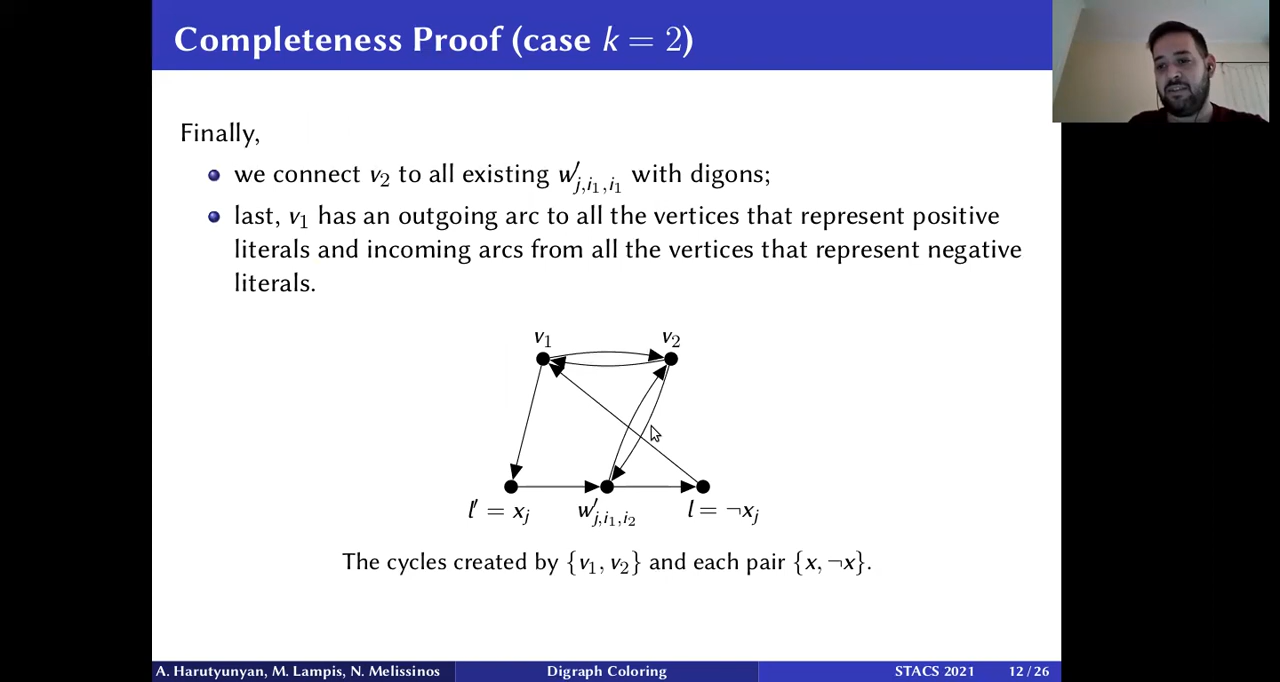 Completeness Proof (case k = 2)
Finally,
we connect v₂ to all existing w′_{j,i₁,i₁} with digons;
last, v₁ has an outgoing arc to all the vertices that represent positive
literals and incoming arcs from all the vertices that represent negative
literals.
v₁ v₂
l′ = x_j w′_{j,i₁,i₂} l = ¬x_j
The cycles created by {v₁, v₂} and each pair {x, ¬x}.
A. Harutyunyan, M. Lampis, N. Melissinos Digraph Coloring STACS 2021 12 / 26